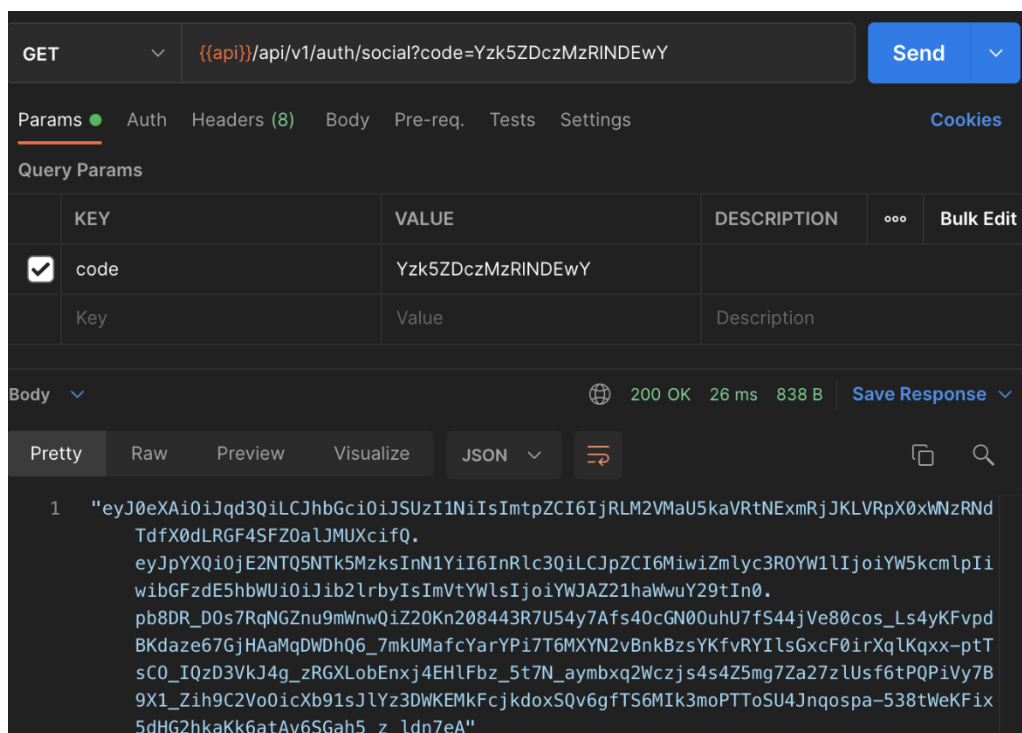 GET {{api}}/api/v1/auth/social?code=Yzk5ZDczMzRlNDEwY Send
Params Auth Headers (8) Body Pre-req. Tests Settings Cookies
Query Params
KEY VALUE DESCRIPTION ooo Bulk Edit
code Yzk5ZDczMzRlNDEwY
Key Value Description
Body 200 OK 26 ms 838 B Save Response
Pretty Raw Preview Visualize JSON
1 "eyJ0eXAiOiJqd3QiLCJhbGciOiJSUzI1NiIsImtpZCI6IjRLM2VMaU5kaVRtNExmRjJKLVRpX0xWNzRNd
TdfX0dLRGF4SFZOalJMUXcifQ.
eyJpYXQiOjE2NTQ5NTk5MzksInN1YiI6InRlc3QiLCJpZCI6MiwiZmlyc3ROYW1lIjoiYW5kcmlpIi
wibGFzdE5hbWUiOiJib2lrbyIsImVtYWlsIjoiYWJAZ21haWwuY29tIn0.
pb8DR_DOs7RqNGZnu9mWnwQiZ2OKn208443R7U54y7Afs4OcGN0OuhU7fS44jVe80cos_Ls4yKFvpd
BKdaze67GjHAaMqDWDhQ6_7mkUMafcYarYPi7T6MXYN2vBnkBzsYKfvRYIlsGxcF0irXqlKqxx-ptT
sCO_IQzD3VkJ4g_zRGXLobEnxj4EHlFbz_5t7N_aymbxq2Wczjs4s4Z5mg7Za27zlUsf6tPQPiVy7B
9X1_Zih9C2VoOicXb91sJlYz3DWKEMkFcjkdoxSQv6gfTS6MIk3moPTToSU4Jnqospa-538tWeKFix
5dHG2hkaKk6atAv6SGah5_z_ldn7eA"